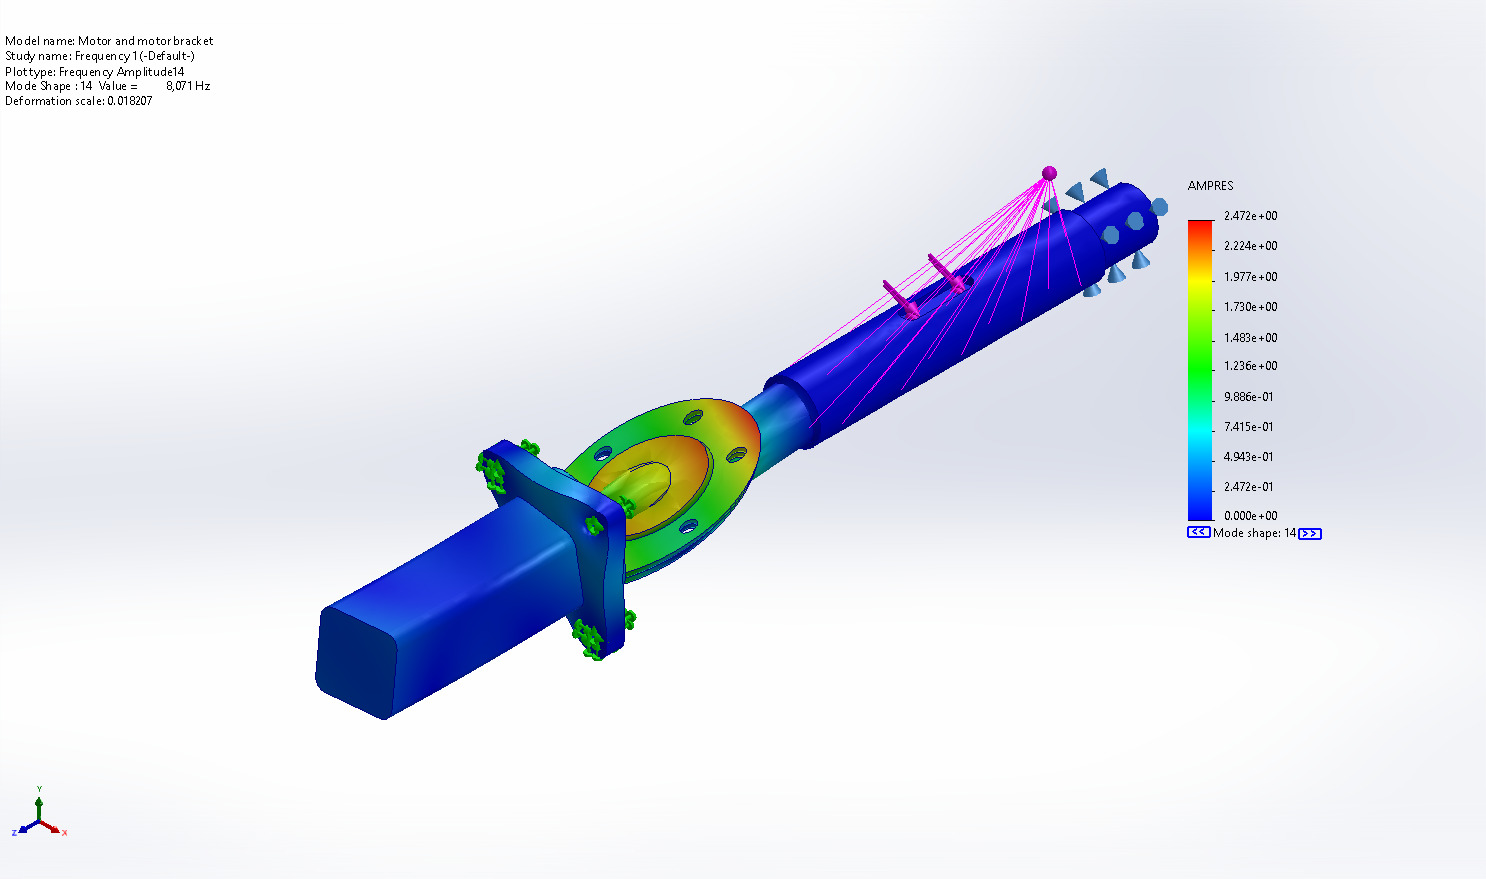 Model name: Motor and motor bracket
Study name: Frequency 1(-Default-)
Plot type: Frequency Amplitude14
Mode Shape : 14 Value = 8,071 Hz
Deformation scale: 0.018207
AMPRES
2.472e+00
2.224e+00
1.977e+00
1.730e+00
1.483e+00
1.236e+00
9.886e-01
7.415e-01
4.943e-01
2.472e-01
0.000e+00
<< Mode shape: 14 >>
Y
Z X